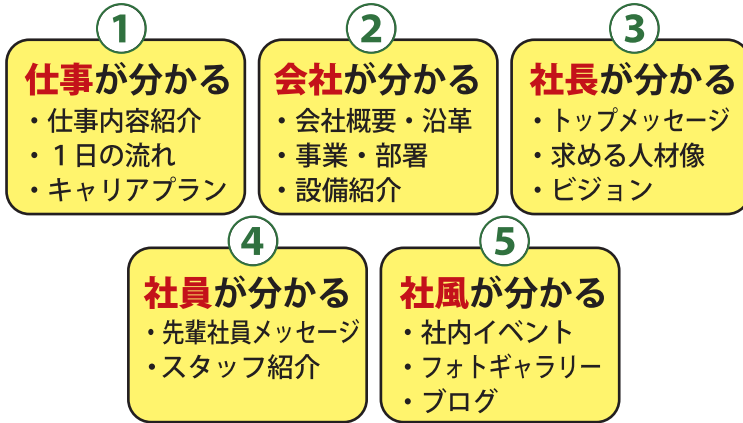 1
仕事が分かる
・仕事内容紹介
・１日の流れ
・キャリアプラン
2
会社が分かる
・会社概要・沿革
・事業・部署
・設備紹介
3
社長が分かる
・トップメッセージ
・求める人材像
・ビジョン
4
社員が分かる
・先輩社員メッセージ
・スタッフ紹介
5
社風が分かる
・社内イベント
・フォトギャラリー
・ブログ